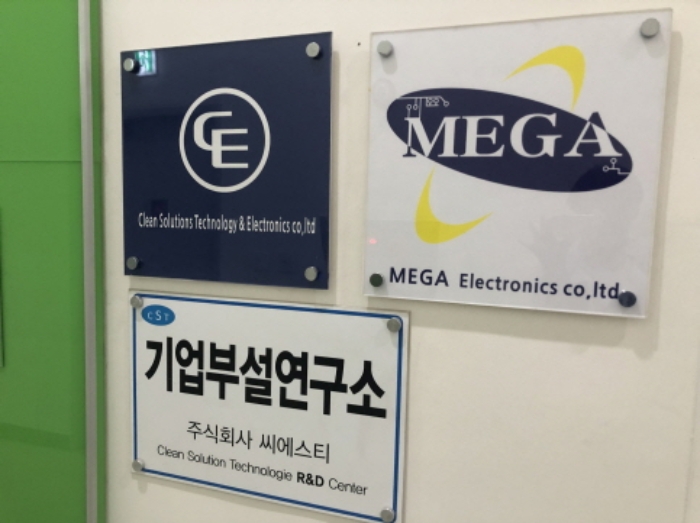 CE
Clean Solutions Technology & Electronics co,ltd
MEGA
MEGA Electronics co,ltd.
CST
기업부설연구소
주식회사 씨에스티
Clean Solution Technologie R&D Center